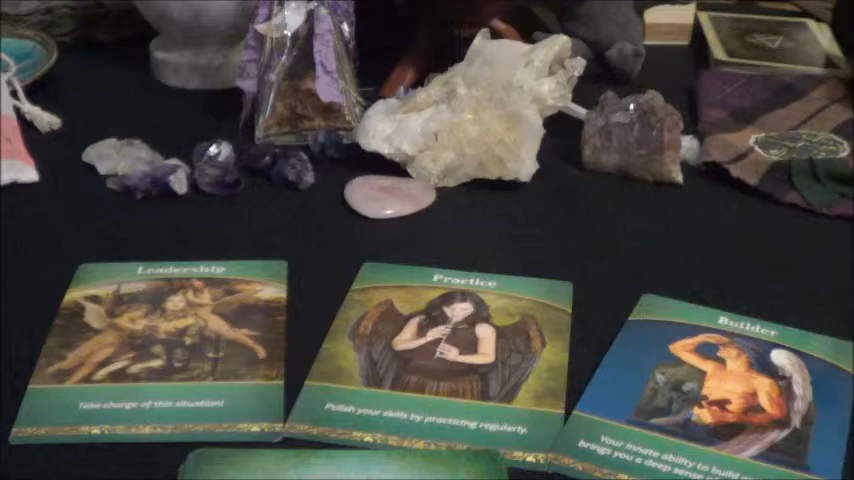 Leadership
Take charge of this situation!
Practice
Polish your skills by practicing regularly.
Builder
Your innate ability to build
brings you a deep sense